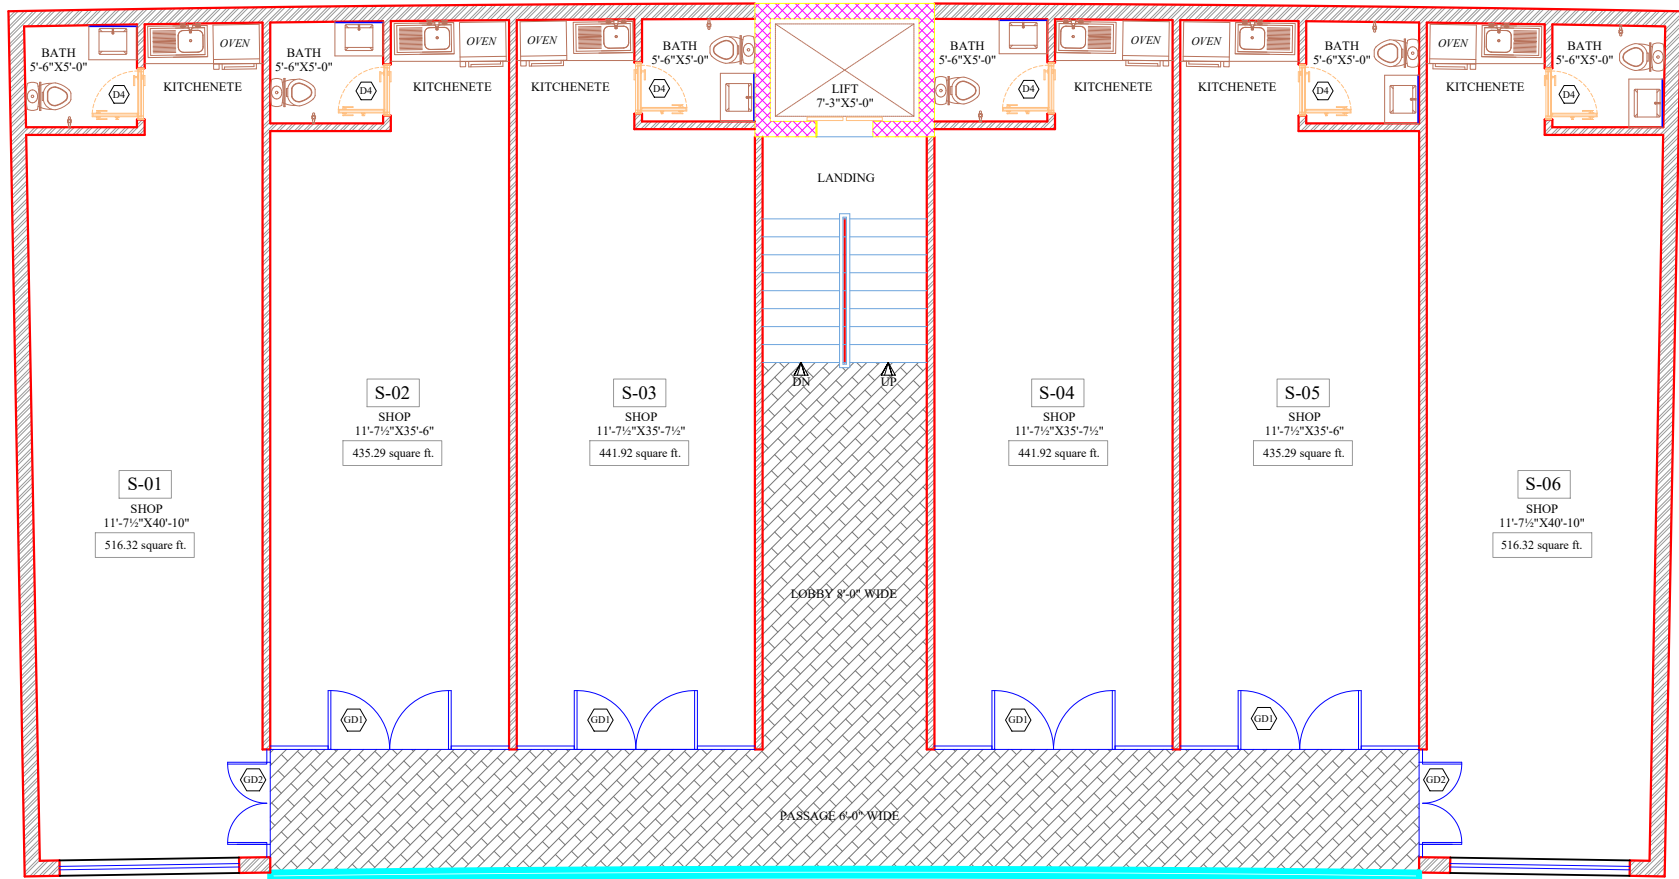 BATH
5'-6"X5'-0"
OVEN
KITCHENETE
D4
BATH
5'-6"X5'-0"
OVEN
KITCHENETE
D4
OVEN
KITCHENETE
BATH
5'-6"X5'-0"
D4
LIFT
7'-3"X5'-0"
BATH
5'-6"X5'-0"
OVEN
KITCHENETE
D4
OVEN
KITCHENETE
BATH
5'-6"X5'-0"
D4
OVEN
KITCHENETE
BATH
5'-6"X5'-0"
D4
LANDING
DN
UP
S-01
SHOP
11'-7½"X40'-10"
516.32 square ft.
S-02
SHOP
11'-7½"X35'-6"
435.29 square ft.
S-03
SHOP
11'-7½"X35'-7½"
441.92 square ft.
S-04
SHOP
11'-7½"X35'-7½"
441.92 square ft.
S-05
SHOP
11'-7½"X35'-6"
435.29 square ft.
S-06
SHOP
11'-7½"X40'-10"
516.32 square ft.
LOBBY 8'-0" WIDE
GD1
GD1
GD1
GD1
GD2
GD2
PASSAGE 6'-0" WIDE